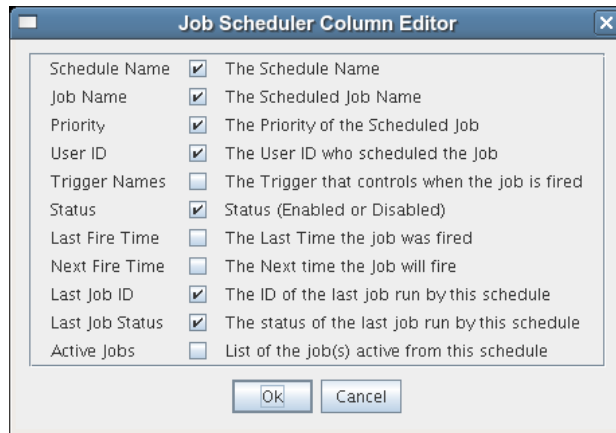 Job Scheduler Column Editor
Schedule Name The Schedule Name
Job Name The Scheduled Job Name
Priority The Priority of the Scheduled Job
User ID The User ID who scheduled the Job
Trigger Names The Trigger that controls when the job is fired
Status Status (Enabled or Disabled)
Last Fire Time The Last Time the job was fired
Next Fire Time The Next time the Job will fire
Last Job ID The ID of the last job run by this schedule
Last Job Status The status of the last job run by this schedule
Active Jobs List of the job(s) active from this schedule
Ok Cancel